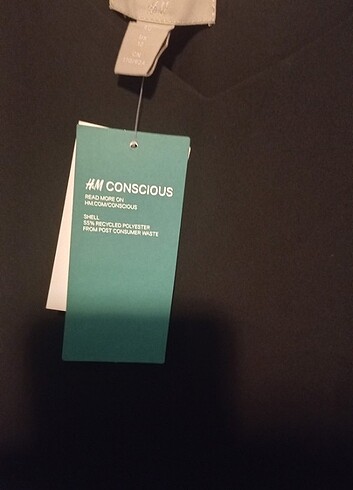 H&M
H&M CONSCIOUS
READ MORE ON
HM.COM/CONSCIOUS
SHELL
55% RECYCLED POLYESTER
FROM POST CONSUMER WASTE